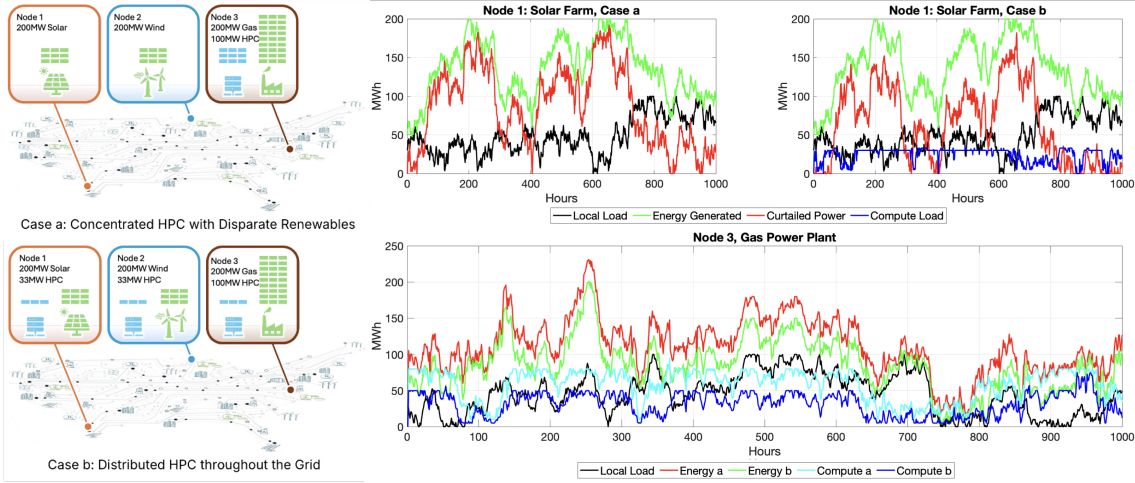 Node 1
200MW Solar
Node 2
200MW Wind
Node 3
200MW Gas
100MW HPC
Case a: Concentrated HPC with Disparate Renewables
Node 1
200MW Solar
33MW HPC
Node 2
200MW Wind
33MW HPC
Node 3
200MW Gas
100MW HPC
Case b: Distributed HPC throughout the Grid
Node 1: Solar Farm, Case a
200
150
100
50
0
MWh
0 200 400 600 800 1000
Hours
Node 1: Solar Farm, Case b
200
150
100
50
0
MWh
0 200 400 600 800 1000
Hours
Local Load Energy Generated Curtailed Power Compute Load
Node 3, Gas Power Plant
250
200
150
100
50
0
MWh
0 100 200 300 400 500 600 700 800 900 1000
Hours
Local Load Energy a Energy b Compute a Compute b